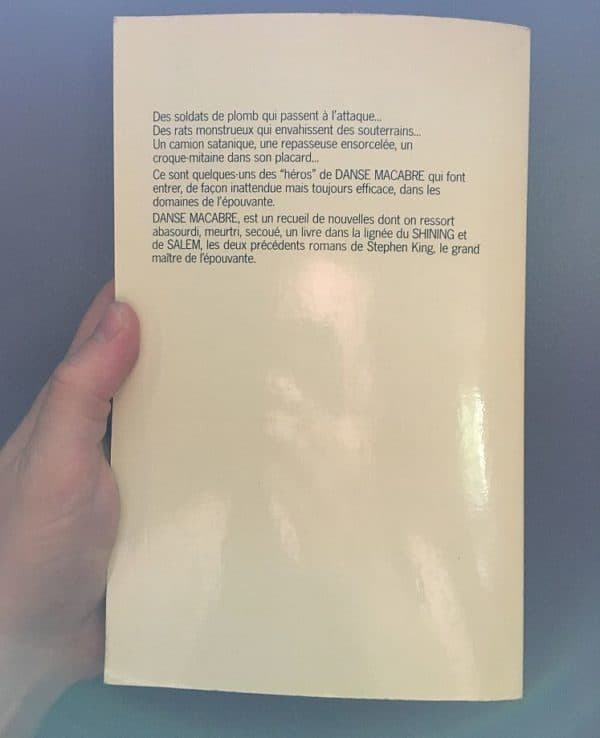 Des soldats de plomb qui passent à l'attaque...
Des rats monstrueux qui envahissent des souterrains...
Un camion satanique, une repasseuse ensorcelée, un
croque-mitaine dans son placard...
Ce sont quelques-uns des "héros" de DANSE MACABRE qui font
entrer, de façon inattendue mais toujours efficace, dans les
domaines de l'épouvante.
DANSE MACABRE, est un recueil de nouvelles dont on ressort
abasourdi, meurtri, secoué, un livre dans la lignée du SHINING et
de SALEM, les deux précédents romans de Stephen King, le grand
maître de l'épouvante.